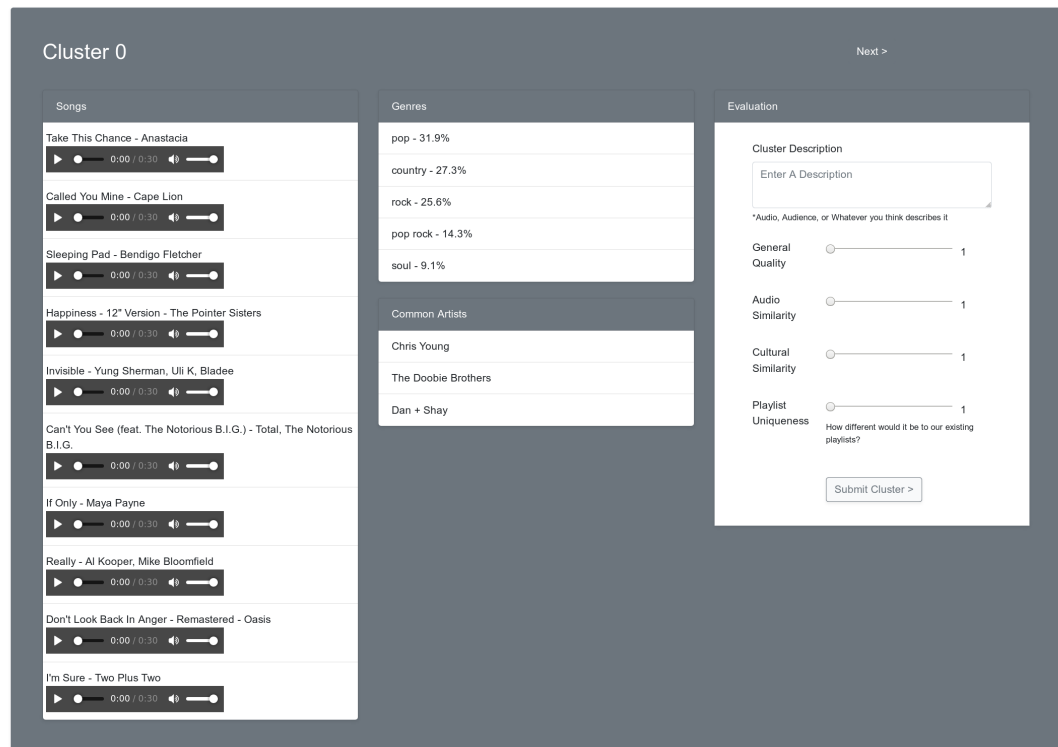 Cluster 0
Next >
Songs
Take This Chance - Anastacia
0:00 / 0:30
Called You Mine - Cape Lion
0:00 / 0:30
Sleeping Pad - Bendigo Fletcher
0:00 / 0:30
Happiness - 12" Version - The Pointer Sisters
0:00 / 0:30
Invisible - Yung Sherman, Uli K, Bladee
0:00 / 0:30
Can't You See (feat. The Notorious B.I.G.) - Total, The Notorious
B.I.G.
0:00 / 0:30
If Only - Maya Payne
0:00 / 0:30
Really - Al Kooper, Mike Bloomfield
0:00 / 0:30
Don't Look Back In Anger - Remastered - Oasis
0:00 / 0:30
I'm Sure - Two Plus Two
0:00 / 0:30
Genres
pop - 31.9%
country - 27.3%
rock - 25.6%
pop rock - 14.3%
soul - 9.1%
Common Artists
Chris Young
The Doobie Brothers
Dan + Shay
Evaluation
Cluster Description
Enter A Description
*Audio, Audience, or Whatever you think describes it
General
Quality
1
Audio
Similarity
1
Cultural
Similarity
1
Playlist
Uniqueness
1
How different would it be to our existing
playlists?
Submit Cluster >